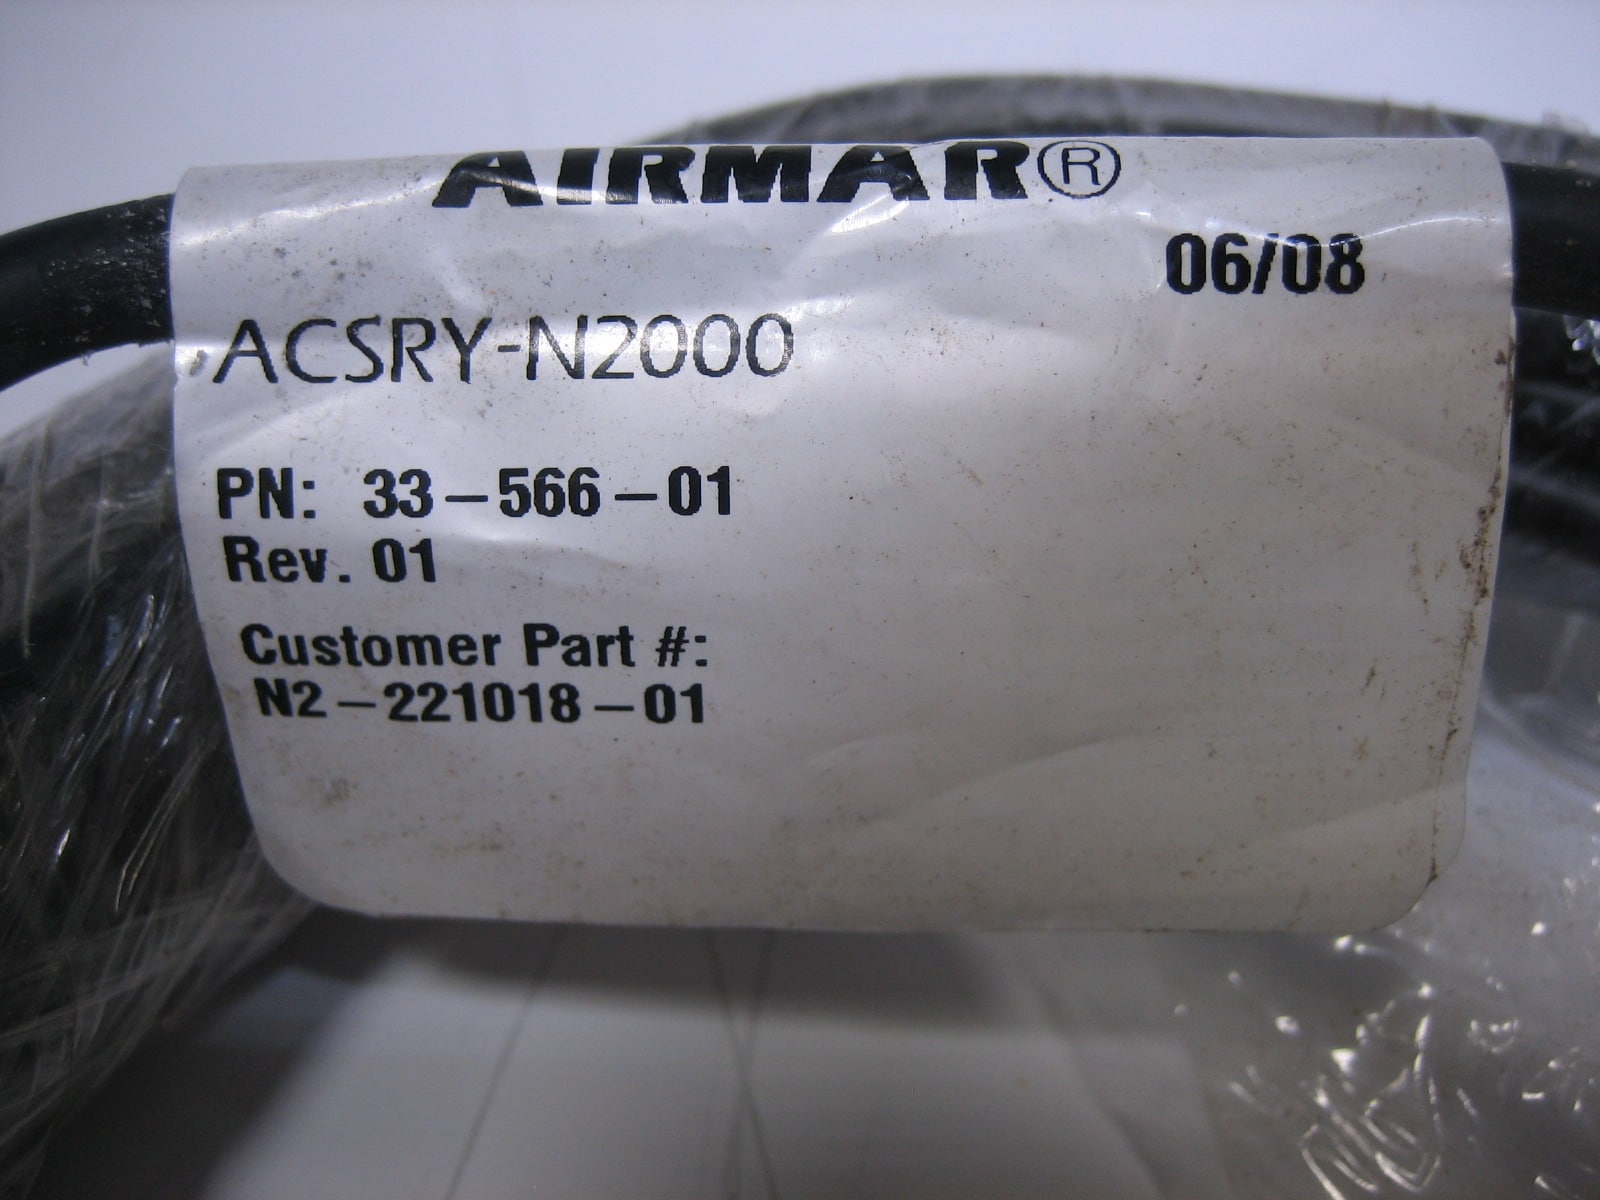 AIRMAR®
06/08
ACSRY-N2000
PN: 33-566-01
Rev. 01
Customer Part #:
N2-221018-01